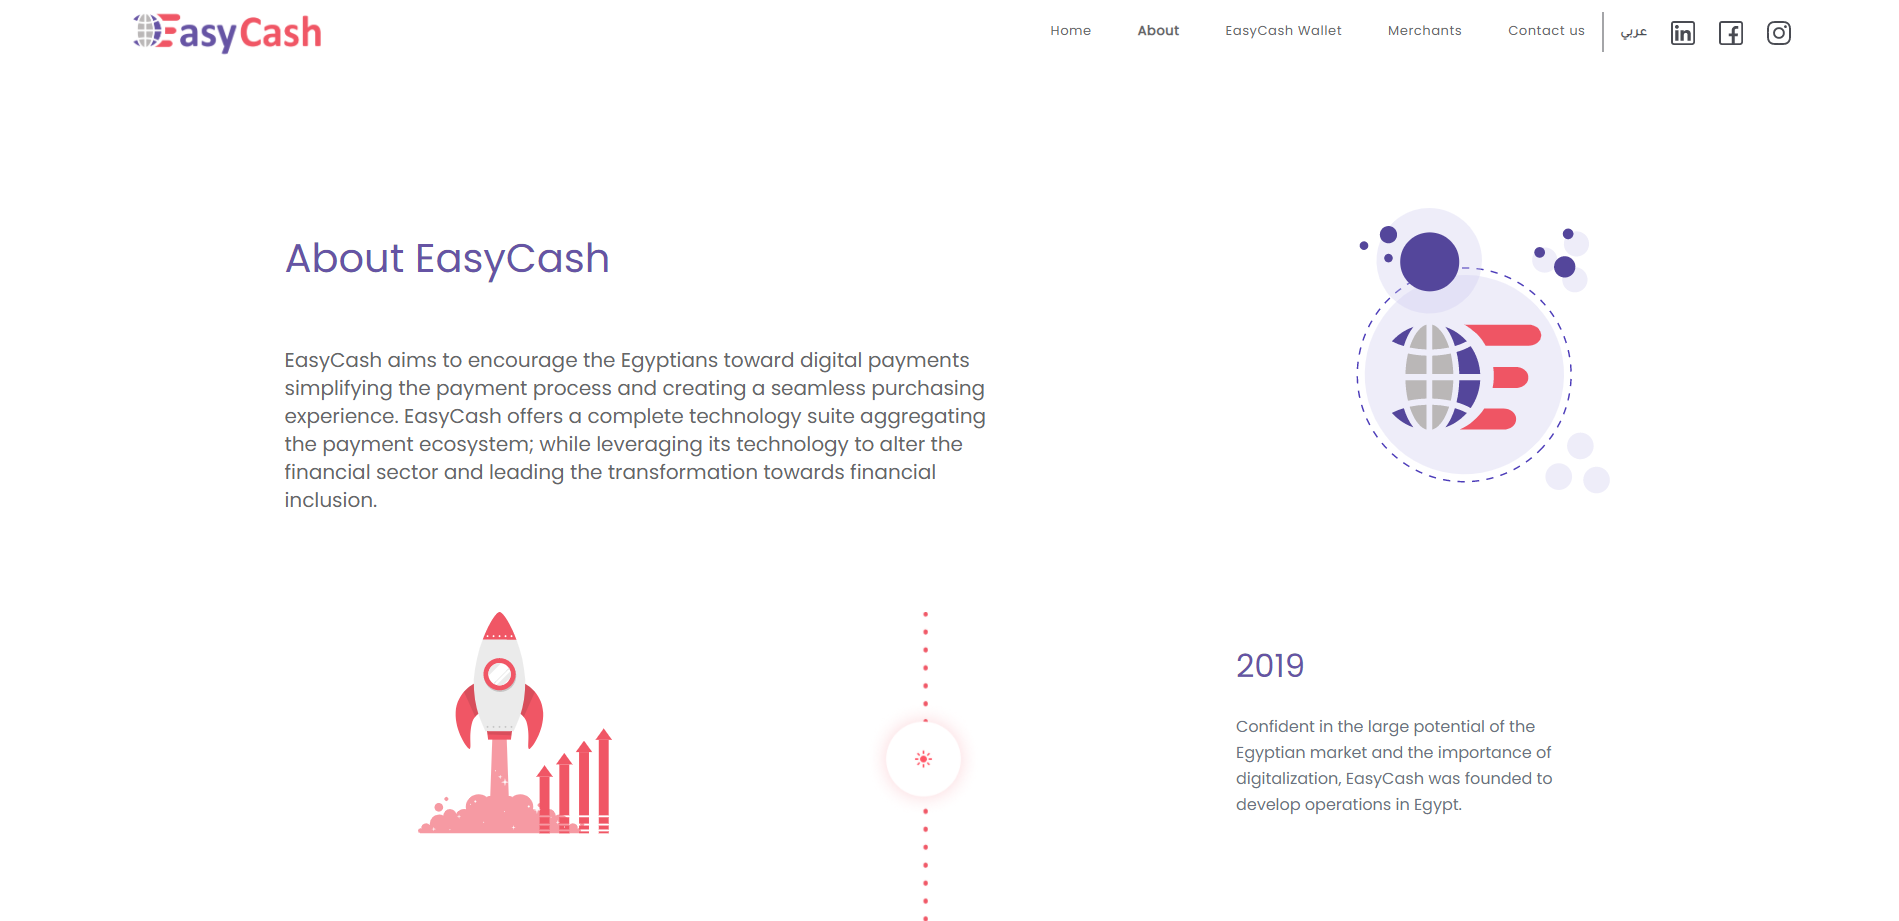 EasyCash
Home About EasyCash Wallet Merchants Contact us عربي
About EasyCash
EasyCash aims to encourage the Egyptians toward digital payments
simplifying the payment process and creating a seamless purchasing
experience. EasyCash offers a complete technology suite aggregating
the payment ecosystem; while leveraging its technology to alter the
financial sector and leading the transformation towards financial
inclusion.
2019
Confident in the large potential of the
Egyptian market and the importance of
digitalization, EasyCash was founded to
develop operations in Egypt.